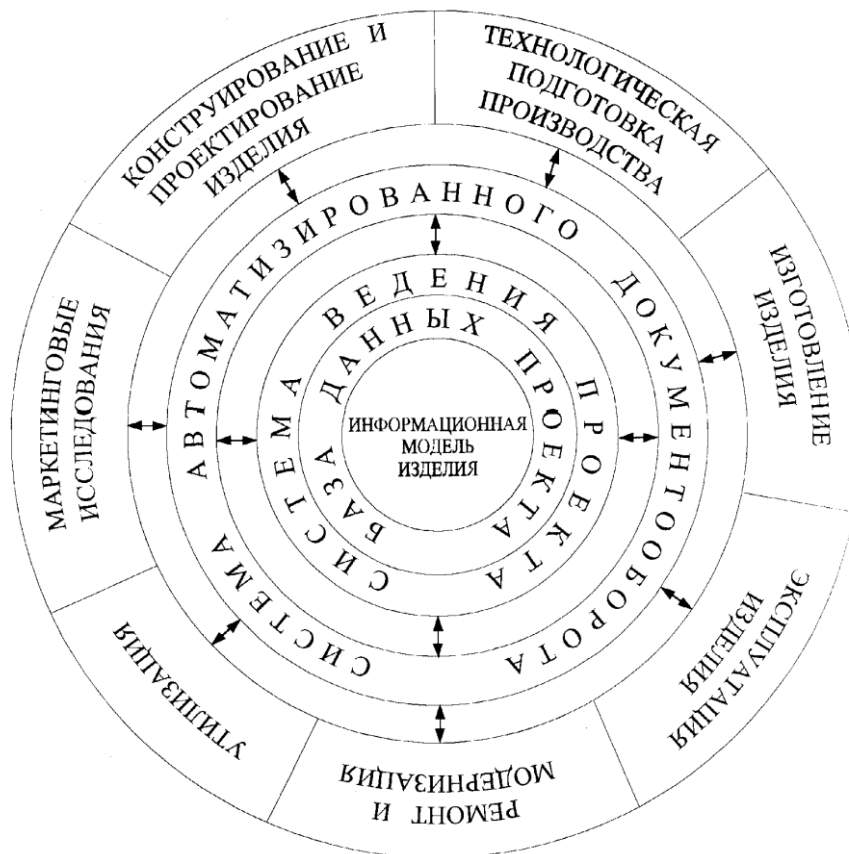 КОНСТРУИРОВАНИЕ И
ПРОЕКТИРОВАНИЕ
ИЗДЕЛИЯ
ТЕХНОЛОГИЧЕСКАЯ
ПОДГОТОВКА
ПРОИЗВОДСТВА
ИЗГОТОВЛЕНИЕ
ИЗДЕЛИЯ
ЭКСПЛУАТАЦИЯ
ИЗДЕЛИЯ
РЕМОНТ И
МОДЕРНИЗАЦИЯ
УТИЛИЗАЦИЯ
МАРКЕТИНГОВЫЕ
ИССЛЕДОВАНИЯ
СИСТЕМА АВТОМАТИЗИРОВАННОГО ДОКУМЕНТООБОРОТА
СИСТЕМА ВЕДЕНИЯ ПРОЕКТА
БАЗА ДАННЫХ ПРОЕКТА
ИНФОРМАЦИОННАЯ
МОДЕЛЬ
ИЗДЕЛИЯ